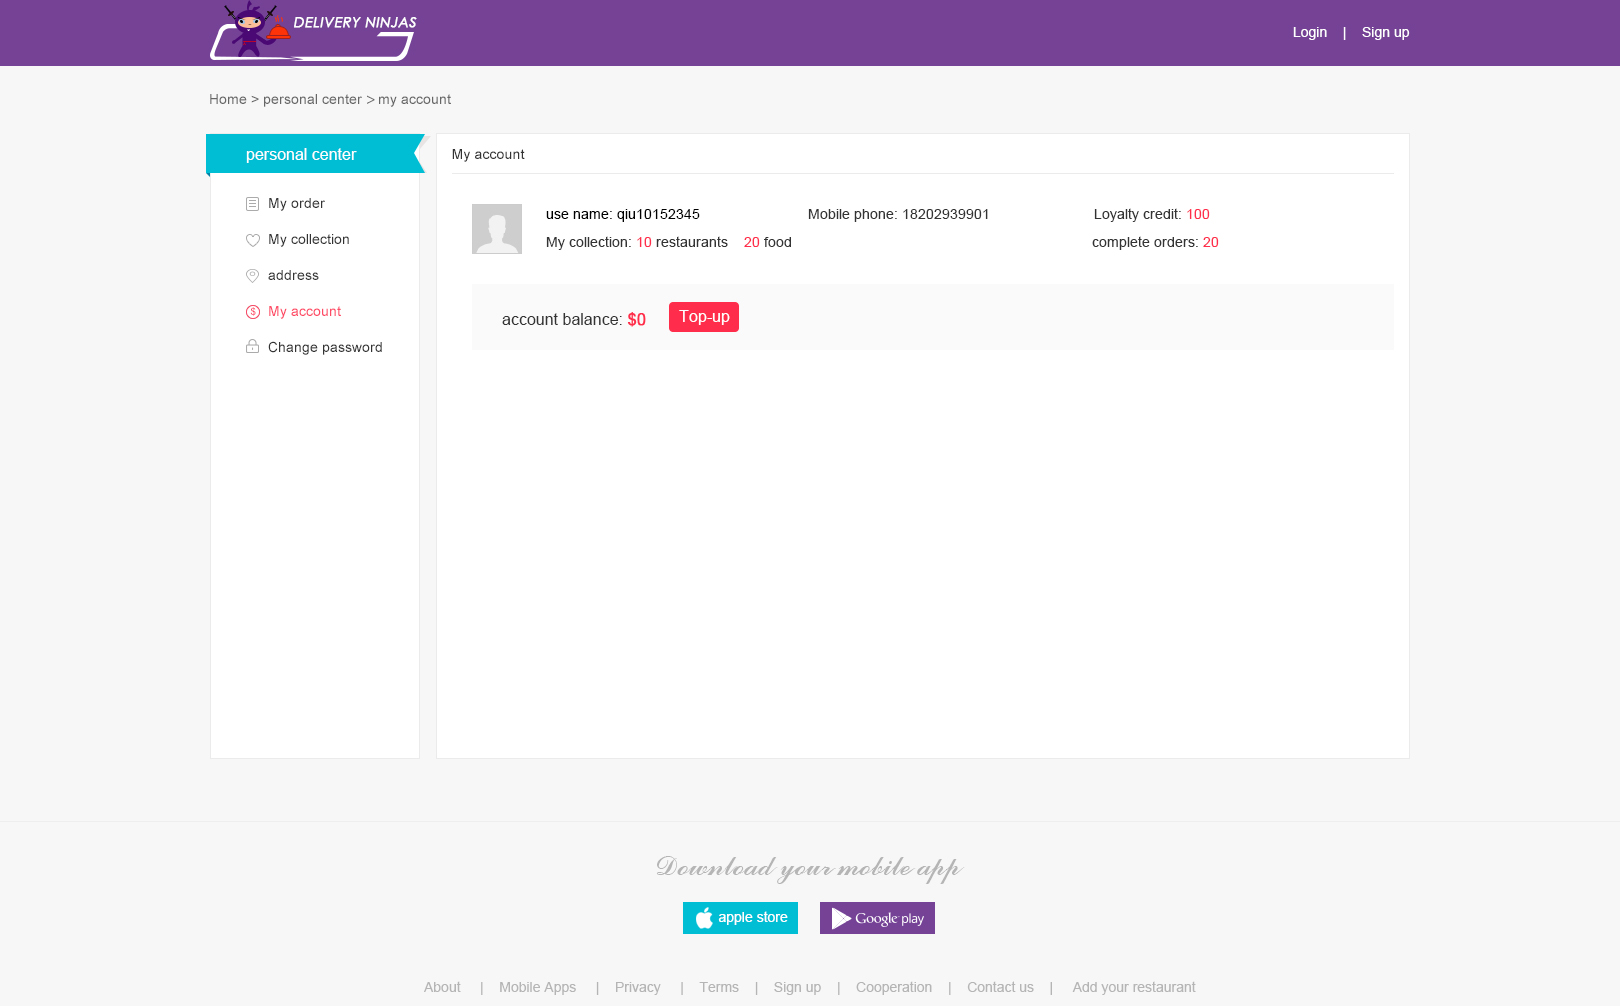 DELIVERY NINJAS
Login | Sign up
Home > personal center > my account
personal center
My order
My collection
address
My account
Change password
My account
use name: qiu10152345 Mobile phone: 18202939901 Loyalty credit: 100
My collection: 10 restaurants 20 food complete orders: 20
account balance: $0 Top-up
Download your mobile app
apple store Google play
About | Mobile Apps | Privacy | Terms | Sign up | Cooperation | Contact us | Add your restaurant